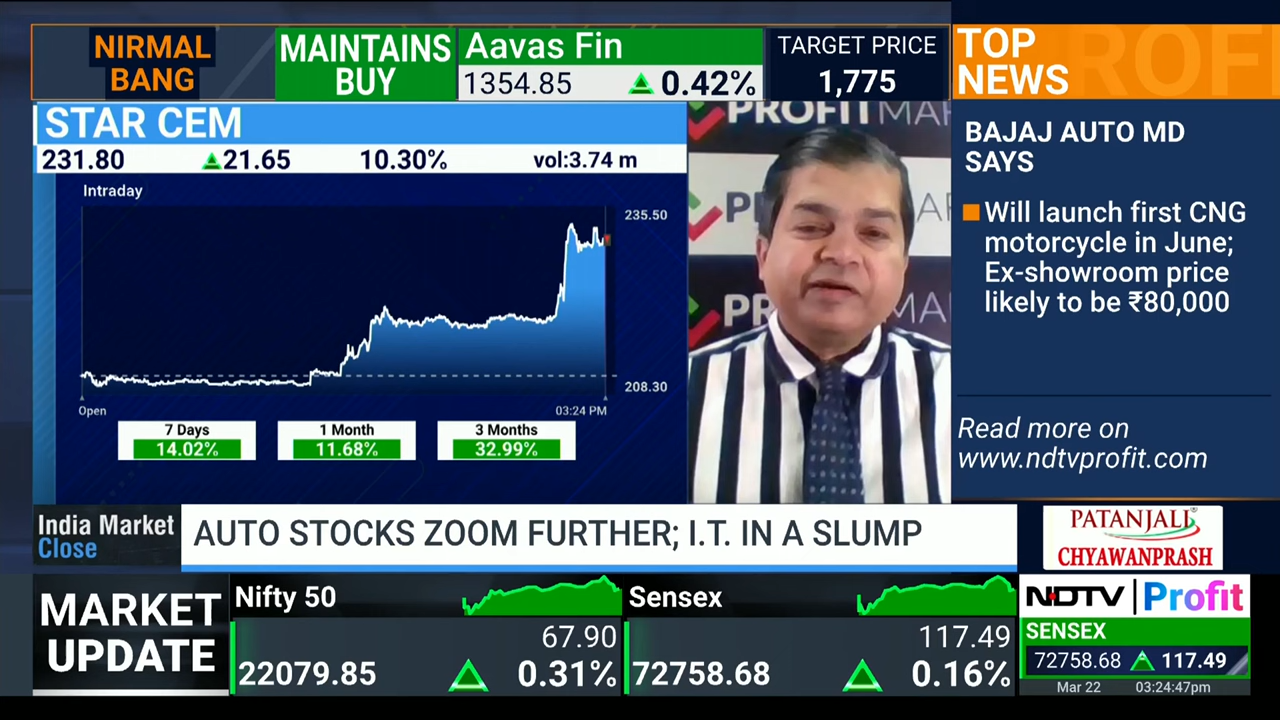 NIRMAL
BANG
MAINTAINS
BUY
Aavas Fin
1354.85 ▲ 0.42%
TARGET PRICE
1,775
TOP
NEWS
STAR CEM
231.80 ▲21.65 10.30% vol:3.74 m
Intraday
235.50
208.30
Open 03:24 PM
7 Days
14.02%
1 Month
11.68%
3 Months
32.99%
PROFITMAR
BAJAJ AUTO MD
SAYS
Will launch first CNG
motorcycle in June;
Ex-showroom price
likely to be ₹80,000
Read more on
www.ndtvprofit.com
India Market
Close
AUTO STOCKS ZOOM FURTHER; I.T. IN A SLUMP
PATANJALI
CHYAWANPRASH
MARKET
UPDATE
Nifty 50
67.90
22079.85 ▲ 0.31%
Sensex
117.49
72758.68 ▲ 0.16%
NDTV Profit
SENSEX
72758.68 ▲ 117.49
Mar 22 03:24:47pm